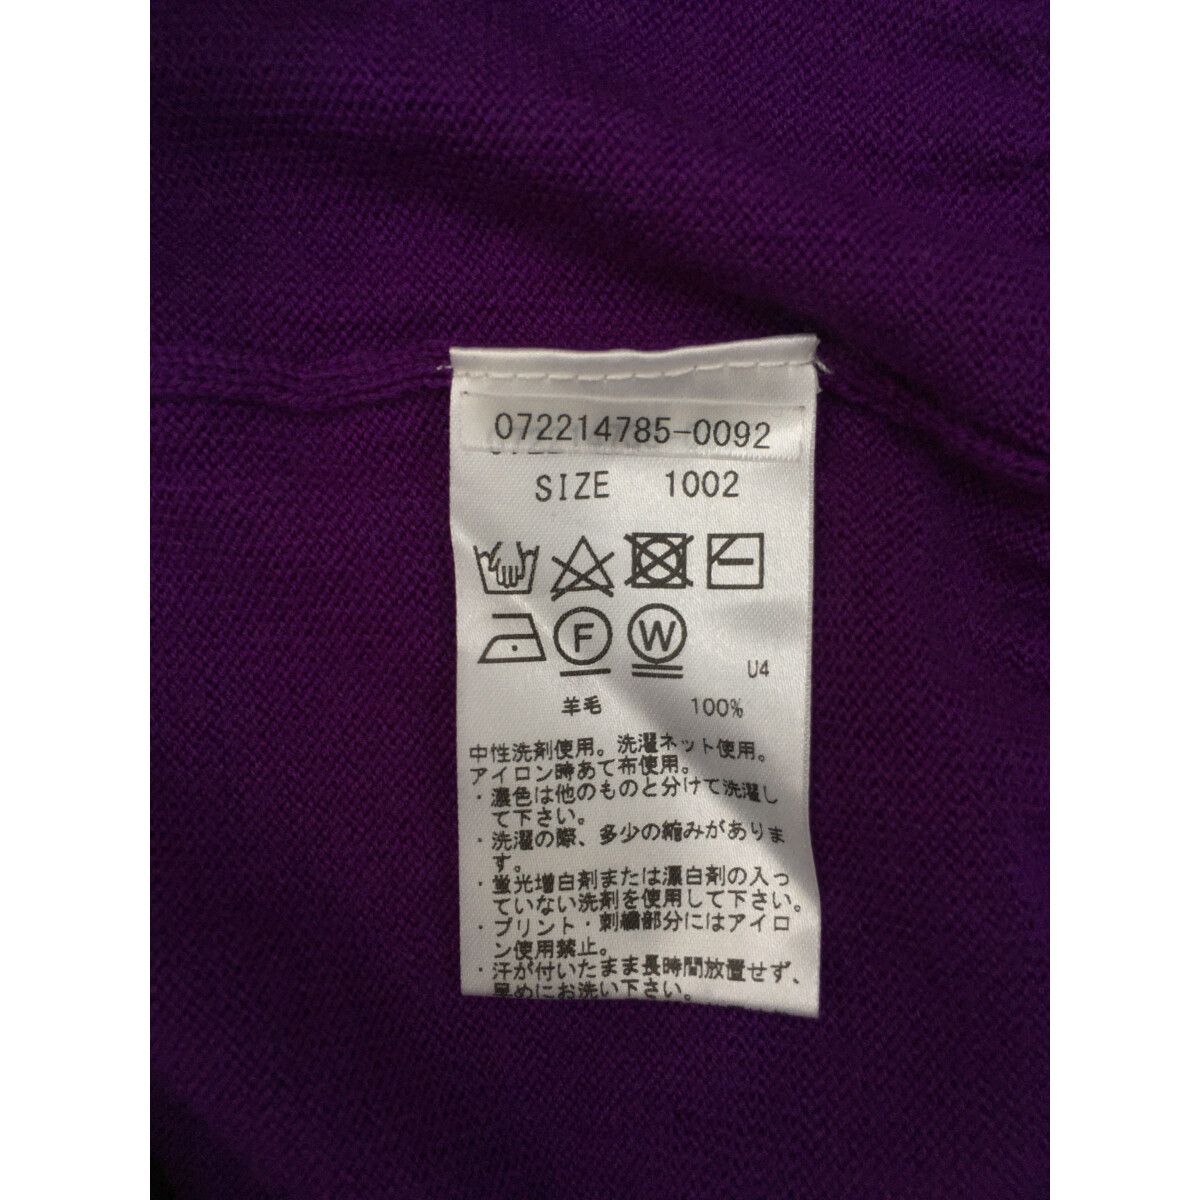 072214785-0092
SIZE 1002
F W
U4
羊毛 100%
中性洗剤使用。洗濯ネット使用。
アイロン時あて布使用。
・濃色は他のものと分けて洗濯し
て下さい。
・洗濯の際、多少の縮みがありま
す。
・蛍光増白剤または漂白剤の入っ
ていない洗剤を使用して下さい。
・プリント・刺繍部分にはアイロ
ン使用禁止。
・汗が付いたまま長時間放置せず、
早めにお洗い下さい。